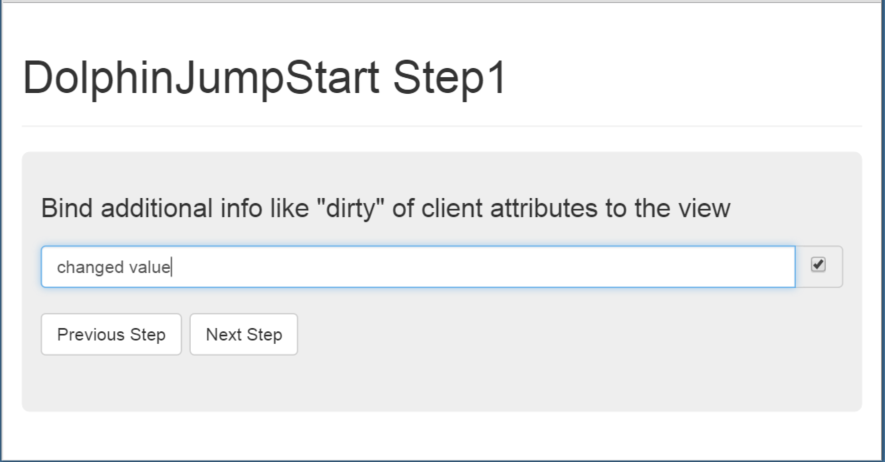 DolphinJumpStart Step1
Bind additional info like "dirty" of client attributes to the view
changed value
Previous Step Next Step